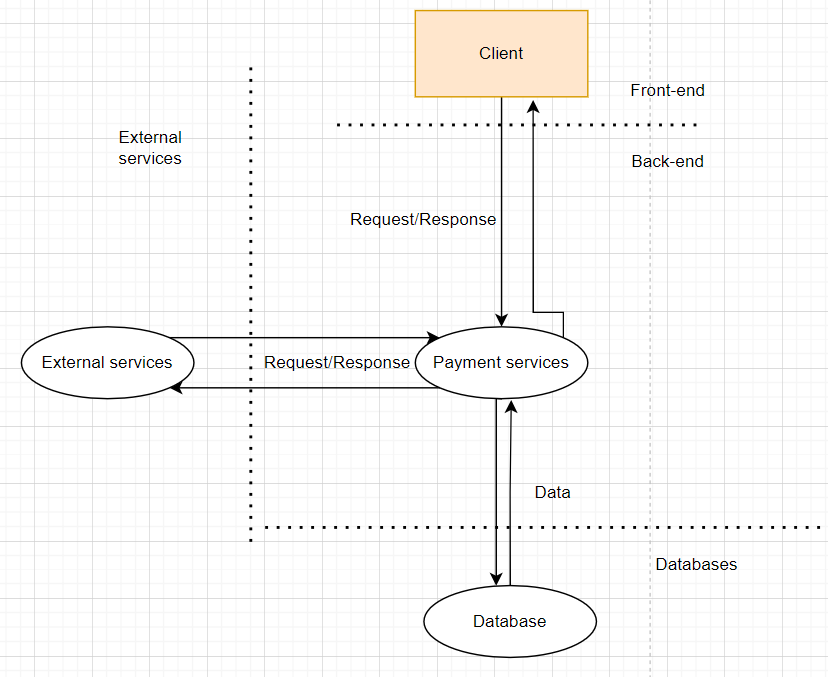 Client
Front-end
External
services
Back-end
Request/Response
External services
Request/Response
Payment services
Data
Databases
Database